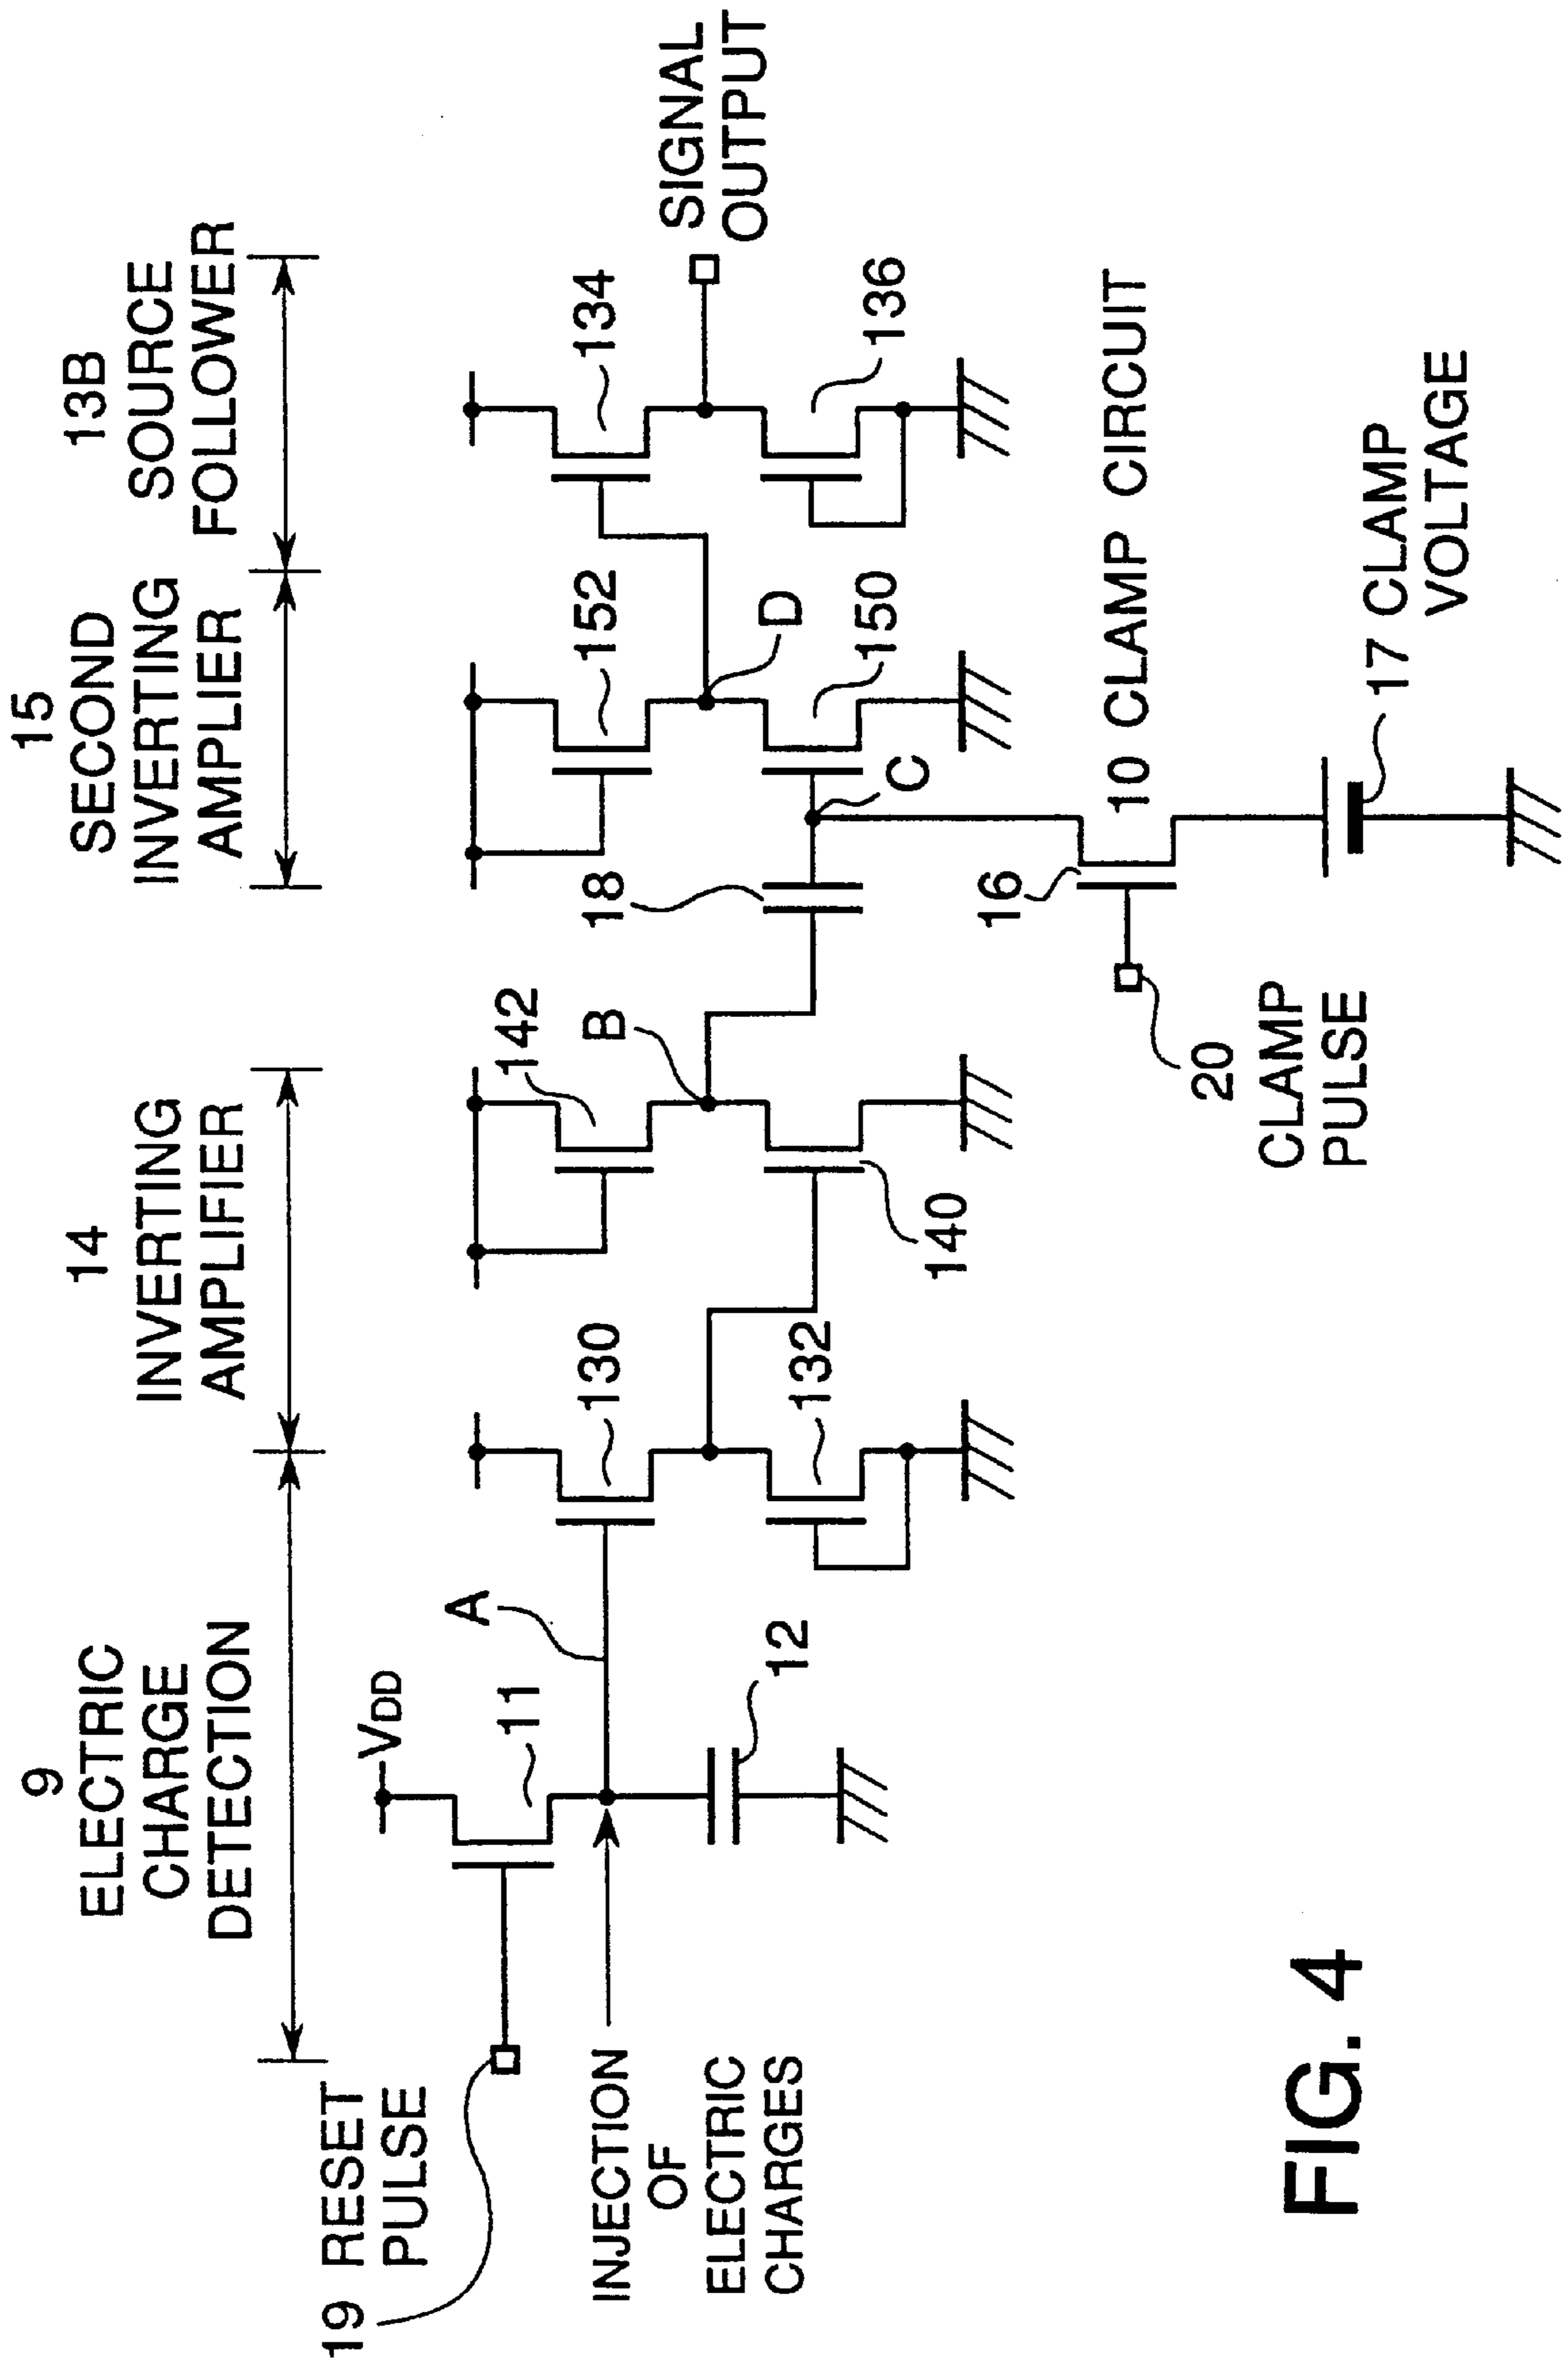 9
ELECTRIC
CHARGE
DETECTION
14
INVERTING
AMPLIFIER
15
SECOND
INVERTING
AMPLIER
13B
SOURCE
FOLLOWER
19 RESET
PULSE
VDD
11
A
12
INJECTION
OF
ELECTRIC
CHARGES
130
132
142
B
140
18
152
D
150
C
134
136
SIGNAL
OUTPUT
16
10 CLAMP CIRCUIT
20
CLAMP
PULSE
17 CLAMP
VOLTAGE
FIG. 4